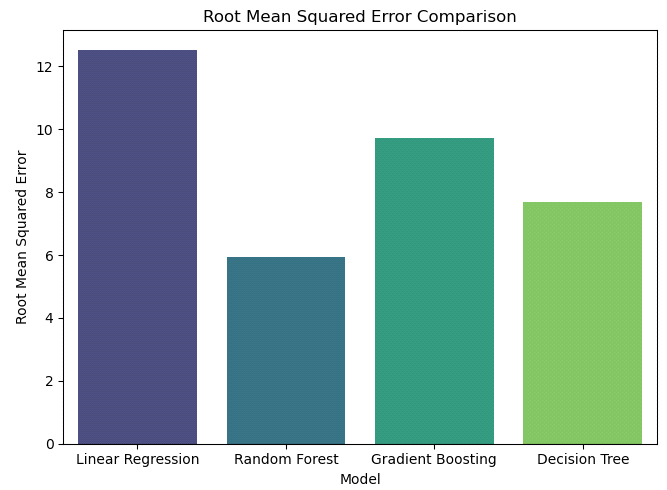 Root Mean Squared Error Comparison
Root Mean Squared Error
12
10
8
6
4
2
0
Linear Regression
Random Forest
Gradient Boosting
Decision Tree
Model